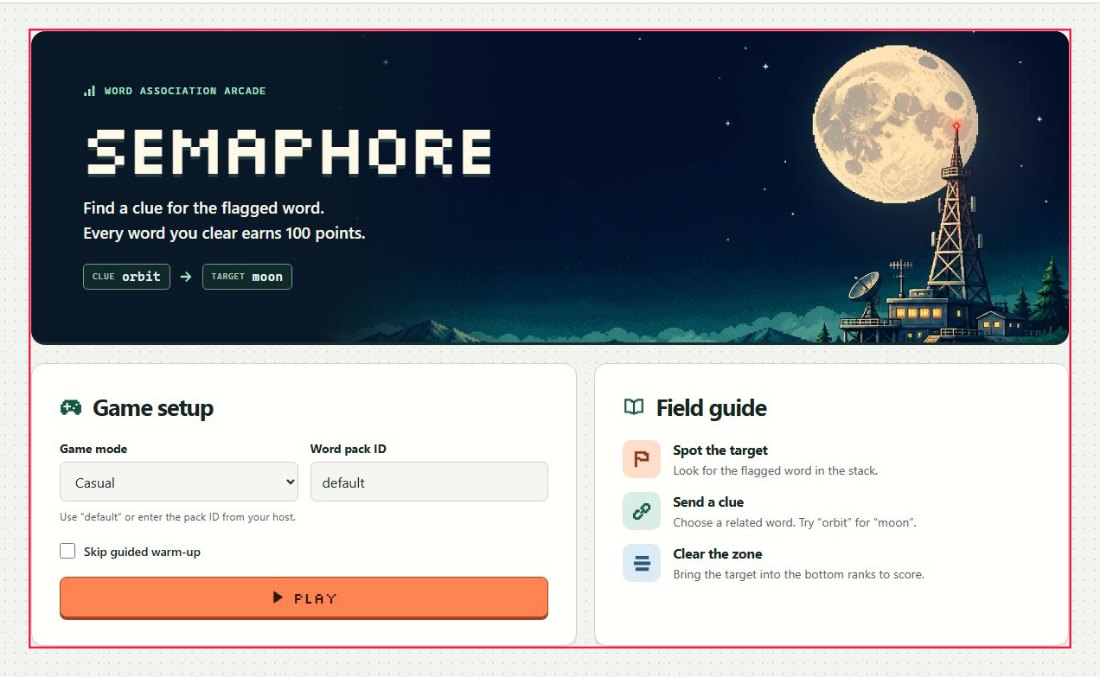 WORD ASSOCIATION ARCADE
SEMAPHORE
Find a clue for the flagged word.
Every word you clear earns 100 points.
CLUE orbit → TARGET moon
Game setup
Game mode
Word pack ID
Casual
default
Use “default” or enter the pack ID from your host.
Skip guided warm-up
PLAY
Field guide
Spot the target
Look for the flagged word in the stack.
Send a clue
Choose a related word. Try “orbit” for “moon”.
Clear the zone
Bring the target into the bottom ranks to score.